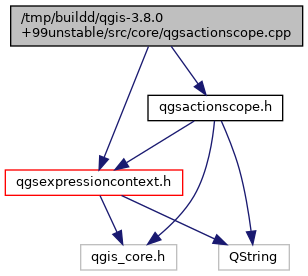 /tmp/buildd/qgis-3.8.0
+99unstable/src/core/qgsactionscope.cpp
qgsactionscope.h
qgsexpressioncontext.h
qgis_core.h
QString